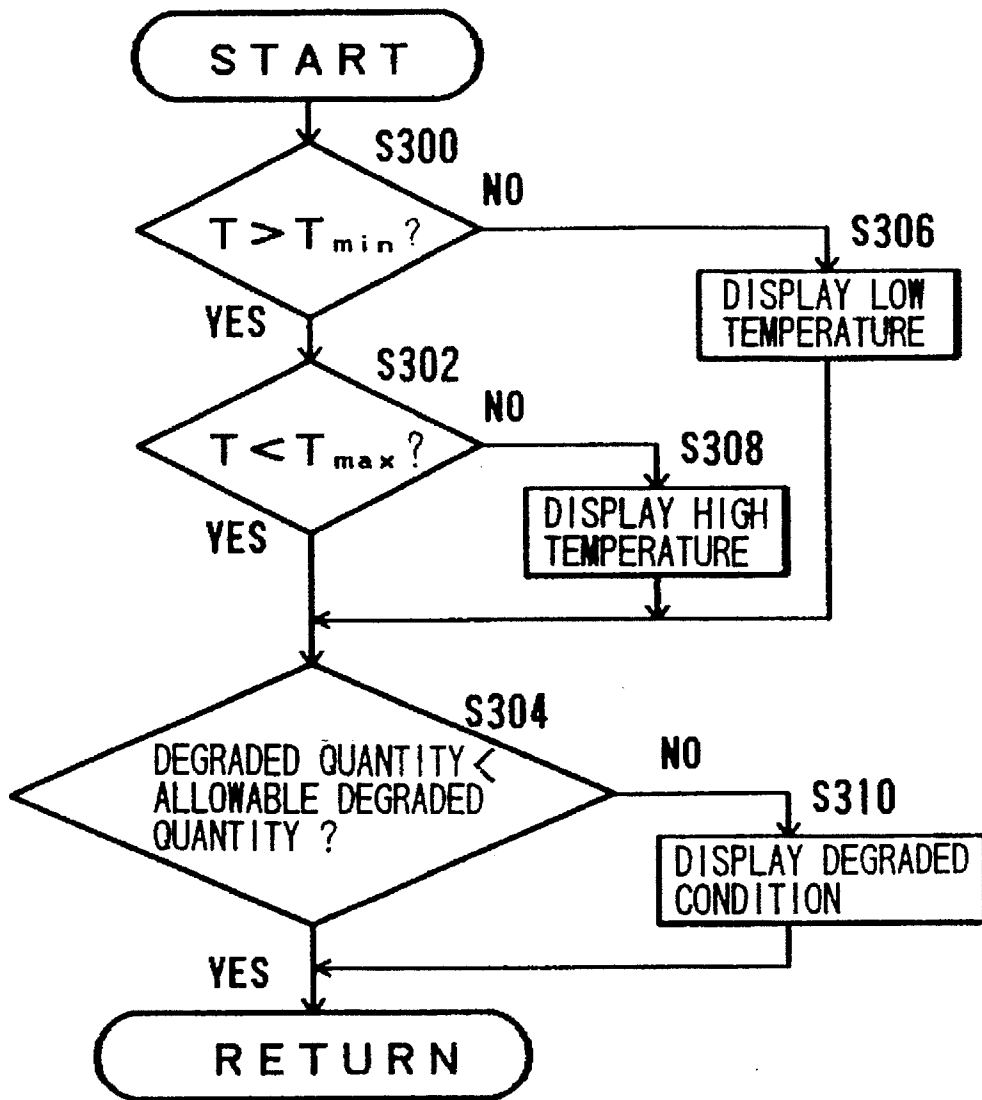 START
S300
T > Tmin ?
NO
YES
S306
DISPLAY LOW
TEMPERATURE
S302
T < Tmax ?
NO
YES
S308
DISPLAY HIGH
TEMPERATURE
S304
DEGRADED QUANTITY <
ALLOWABLE DEGRADED
QUANTITY ?
NO
YES
S310
DISPLAY DEGRADED
CONDITION
RETURN